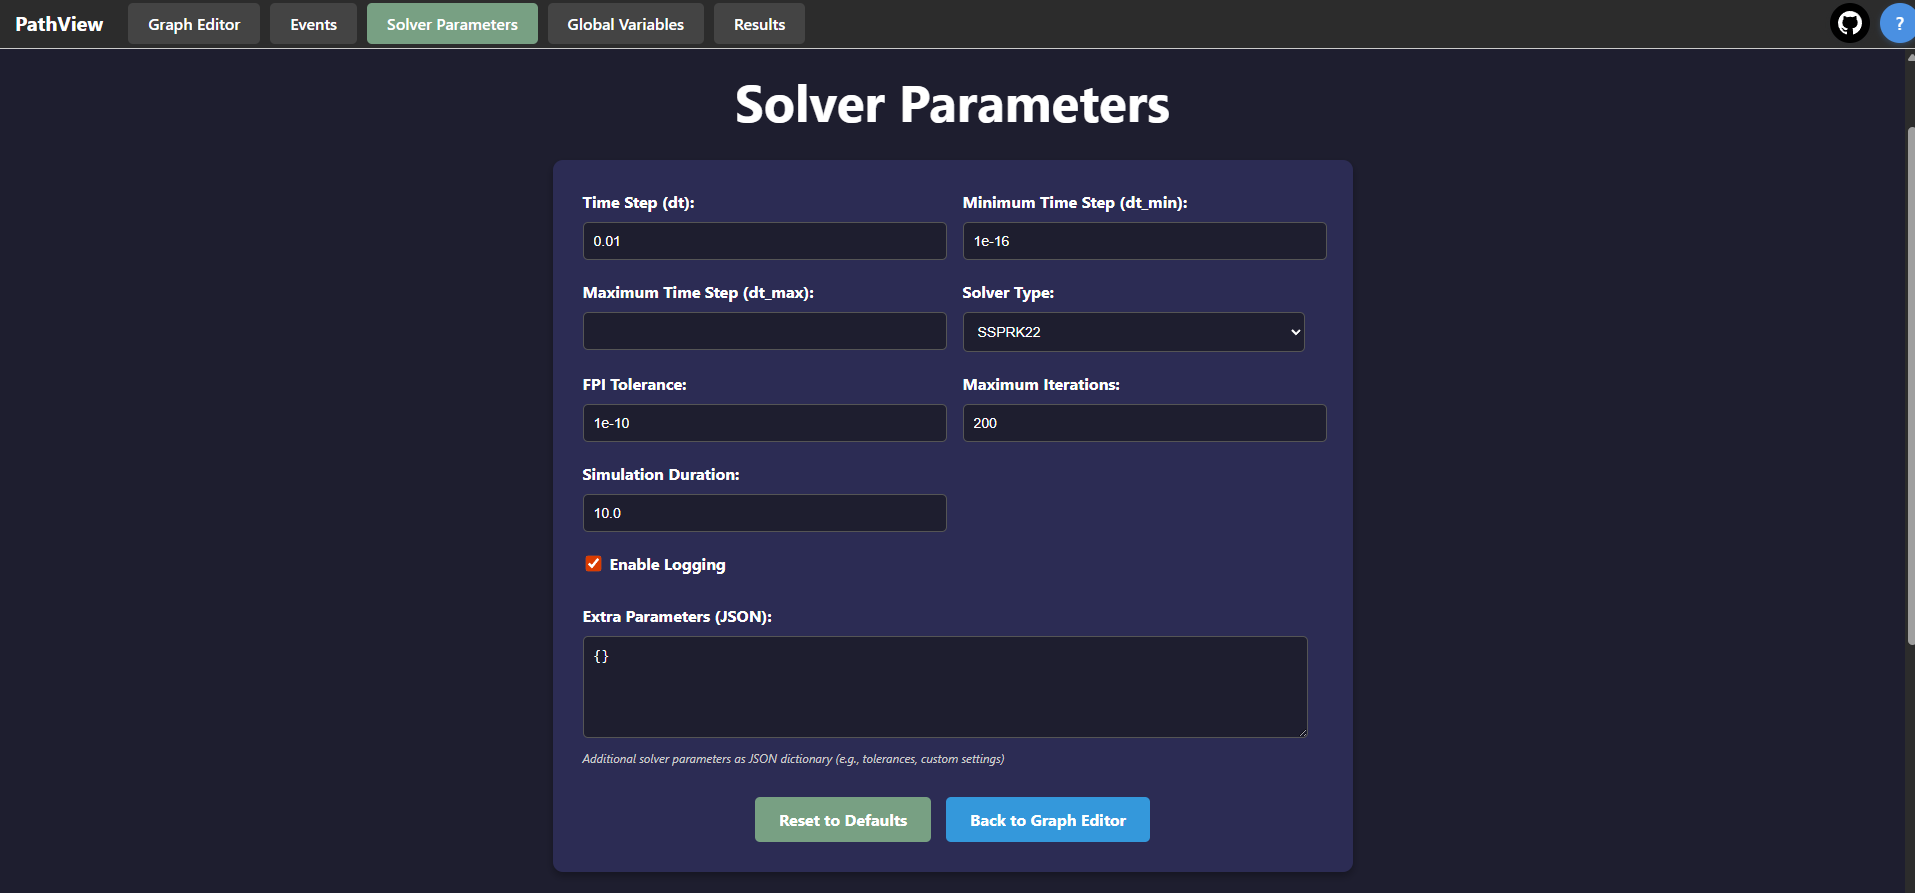 PathView
Graph Editor
Events
Solver Parameters
Global Variables
Results
?
Solver Parameters
Time Step (dt):
Minimum Time Step (dt_min):
0.01
1e-16
Maximum Time Step (dt_max):
Solver Type:
SSPRK22
FPI Tolerance:
Maximum Iterations:
1e-10
200
Simulation Duration:
10.0
Enable Logging
Extra Parameters (JSON):
{}
Additional solver parameters as JSON dictionary (e.g., tolerances, custom settings)
Reset to Defaults
Back to Graph Editor